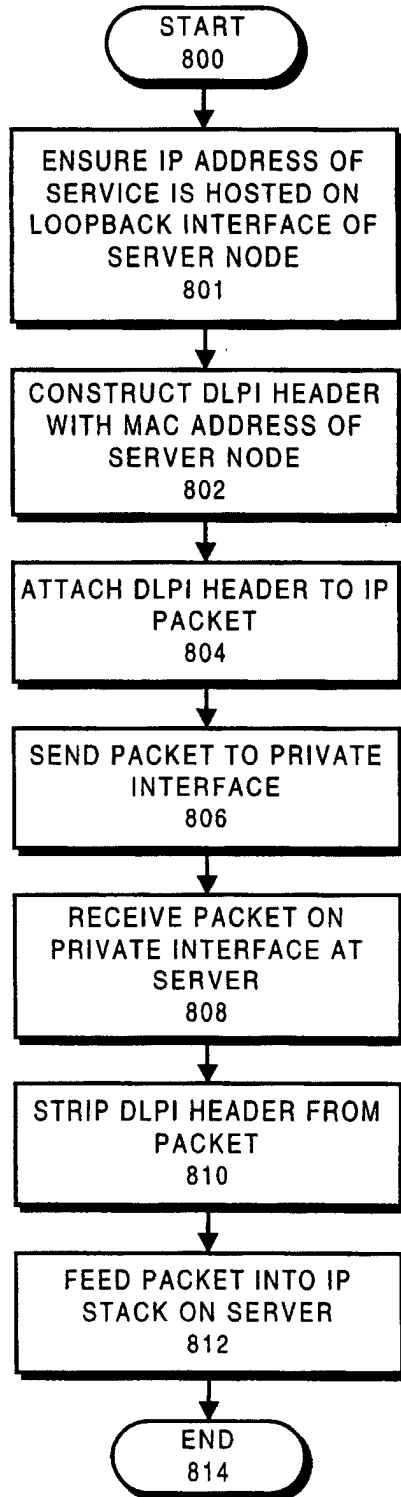 START
800
ENSURE IP ADDRESS OF
SERVICE IS HOSTED ON
LOOPBACK INTERFACE OF
SERVER NODE
801
CONSTRUCT DLPI HEADER
WITH MAC ADDRESS OF
SERVER NODE
802
ATTACH DLPI HEADER TO IP
PACKET
804
SEND PACKET TO PRIVATE
INTERFACE
806
RECEIVE PACKET ON
PRIVATE INTERFACE AT
SERVER
808
STRIP DLPI HEADER FROM
PACKET
810
FEED PACKET INTO IP
STACK ON SERVER
812
END
814